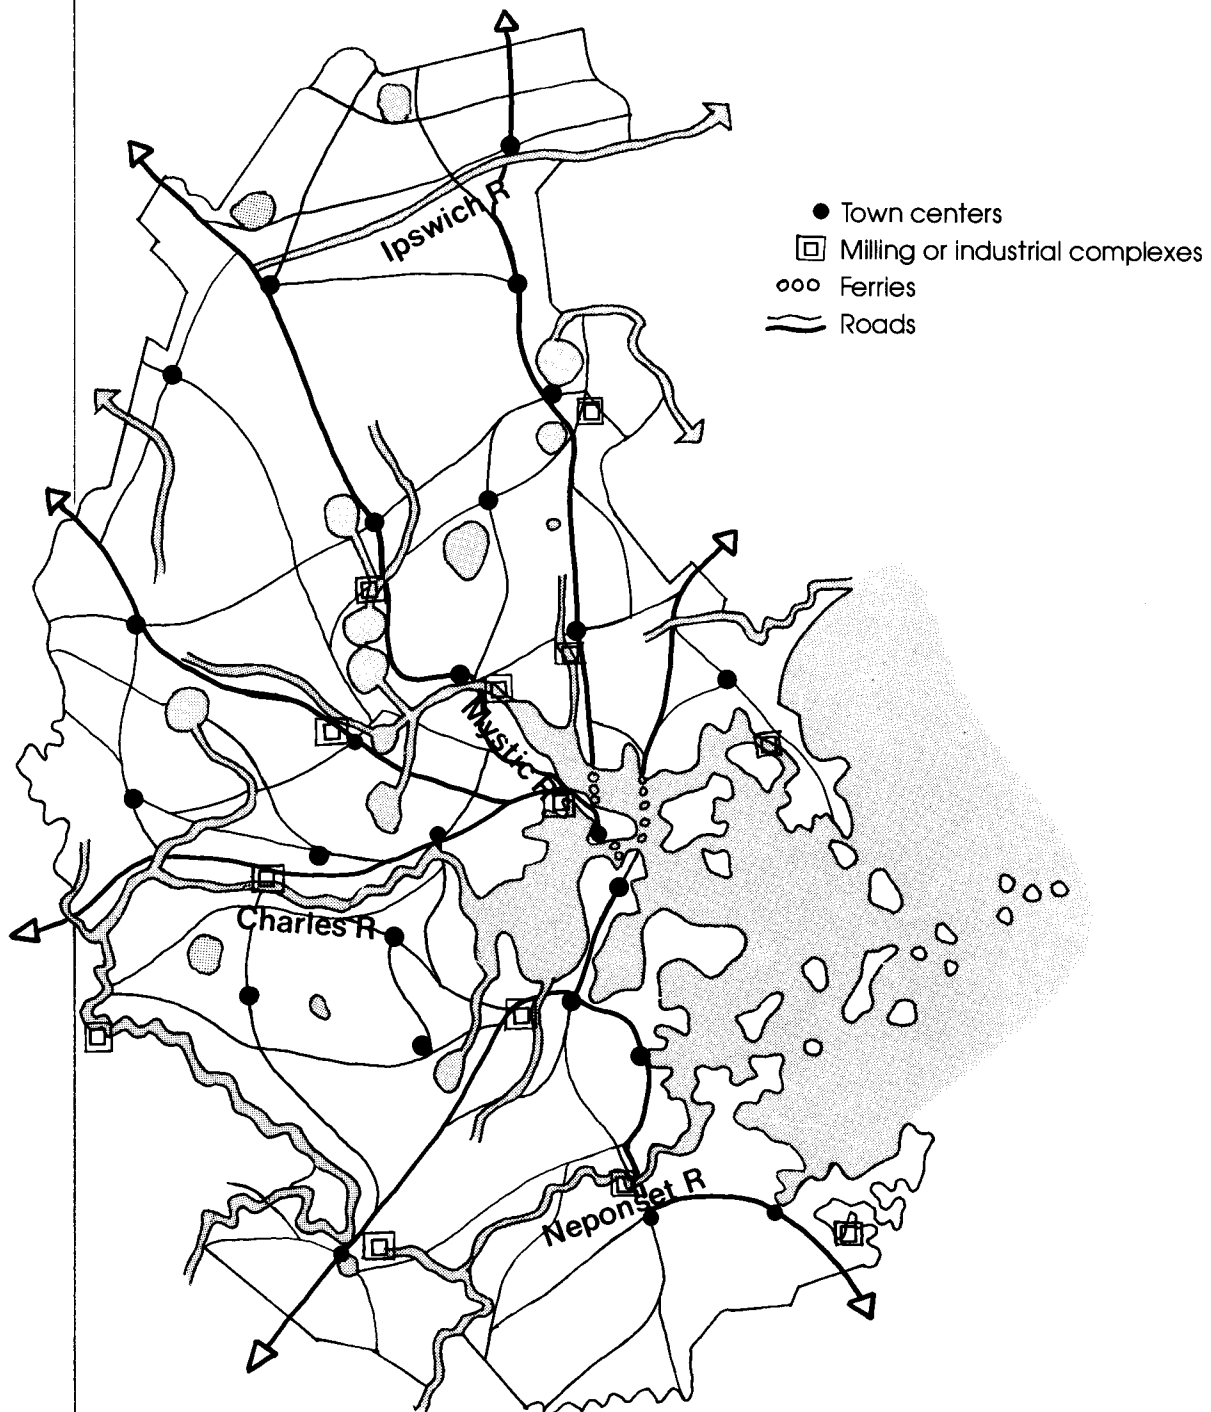 Ipswich R
Town centers
Milling or industrial complexes
Ferries
Roads
Mystic R
Charles R
Neponset R